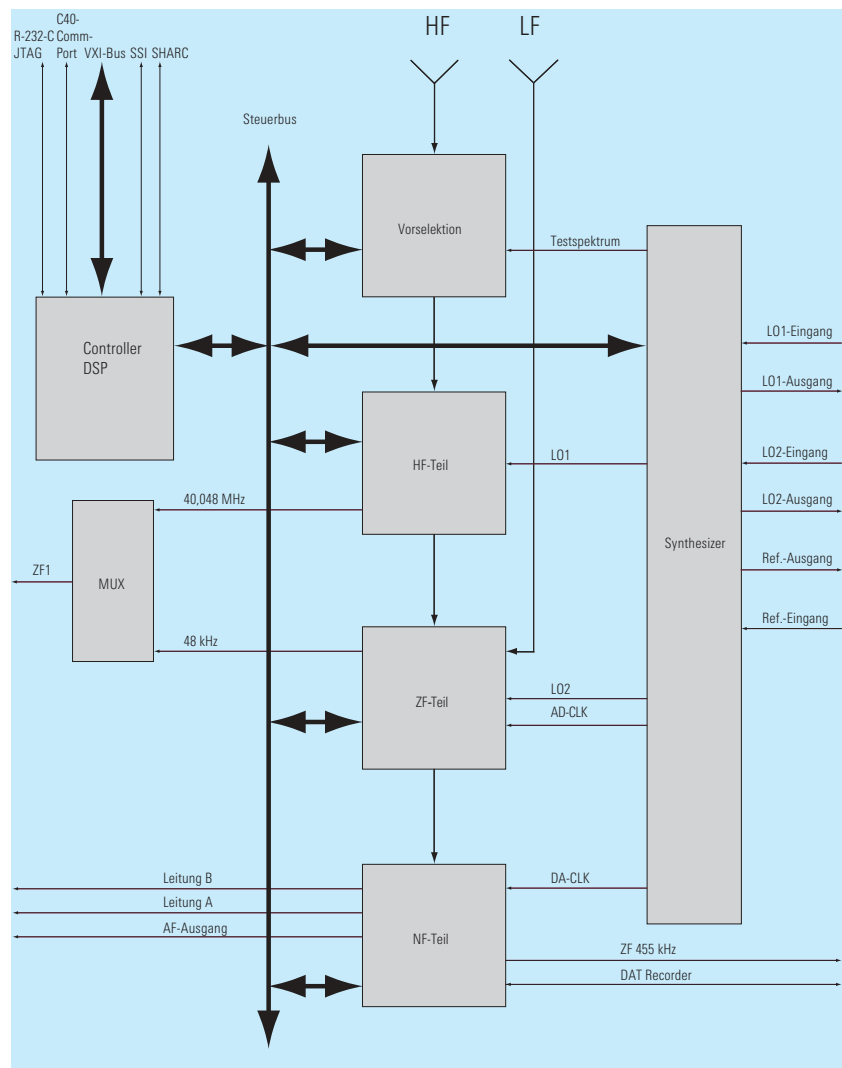 HF
LF
C40-
R-232-C Comm-
JTAG Port VXI-Bus SSI SHARC
Steuerbus
Vorselektion
Testspektrum
Controller
DSP
LO1-Eingang
LO1-Ausgang
HF-Teil
LO1
LO2-Eingang
40,048 MHz
LO2-Ausgang
Synthesizer
ZF1
MUX
Ref.-Ausgang
Ref.-Eingang
48 kHz
ZF-Teil
LO2
AD-CLK
Leitung B
DA-CLK
Leitung A
AF-Ausgang
NF-Teil
ZF 455 kHz
DAT Recorder